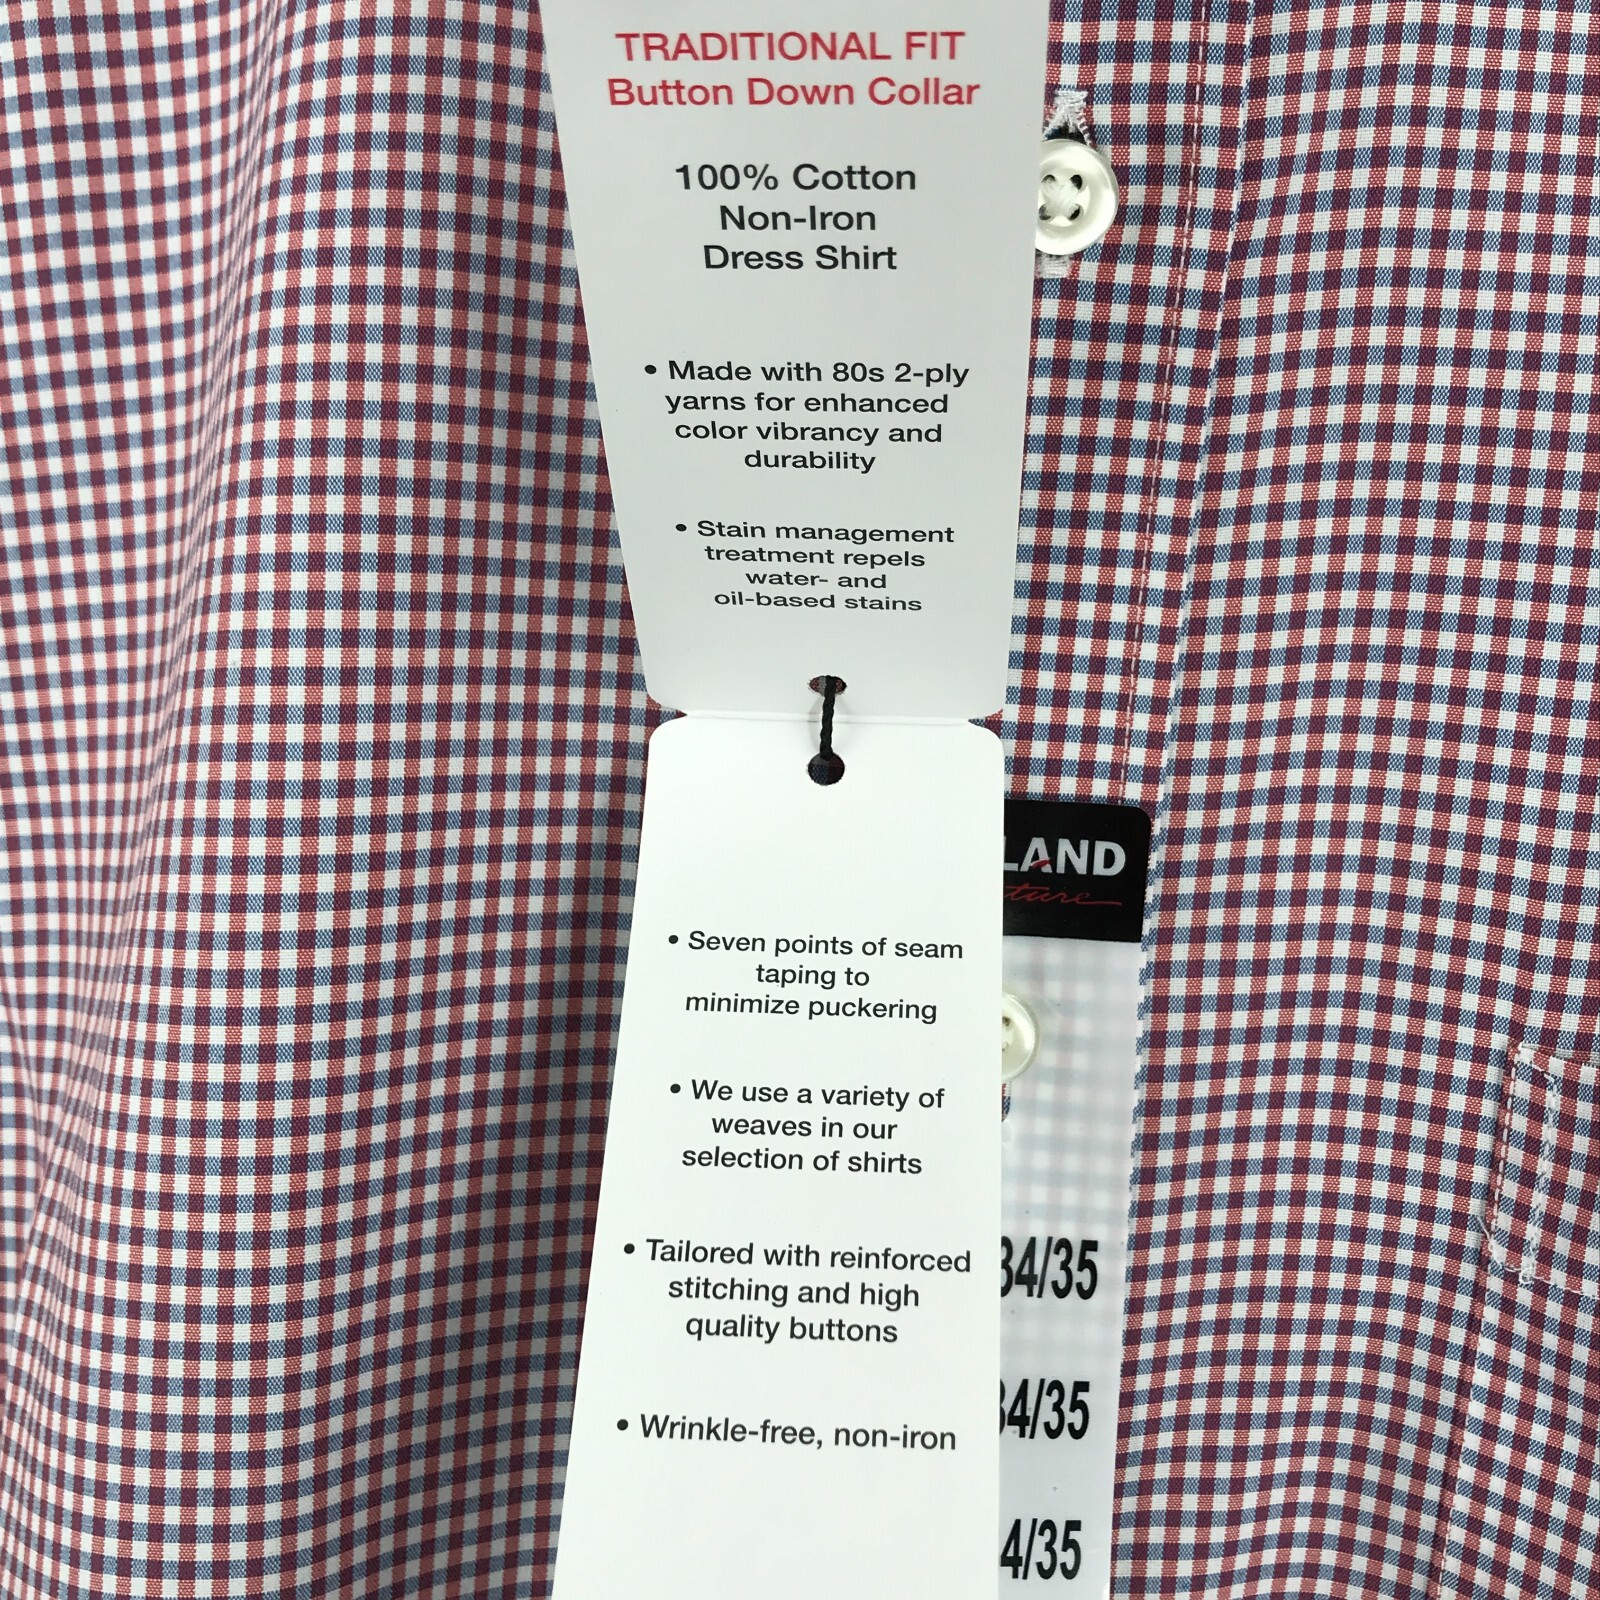 TRADITIONAL FIT
Button Down Collar
100% Cotton
Non-Iron
Dress Shirt
• Made with 80s 2-ply
yarns for enhanced
color vibrancy and
durability
• Stain management
treatment repels
water- and
oil-based stains
• Seven points of seam
taping to
minimize puckering
• We use a variety of
weaves in our
selection of shirts
• Tailored with reinforced
stitching and high
quality buttons
• Wrinkle-free, non-iron
LAND
ture
34/35
34/35
4/35